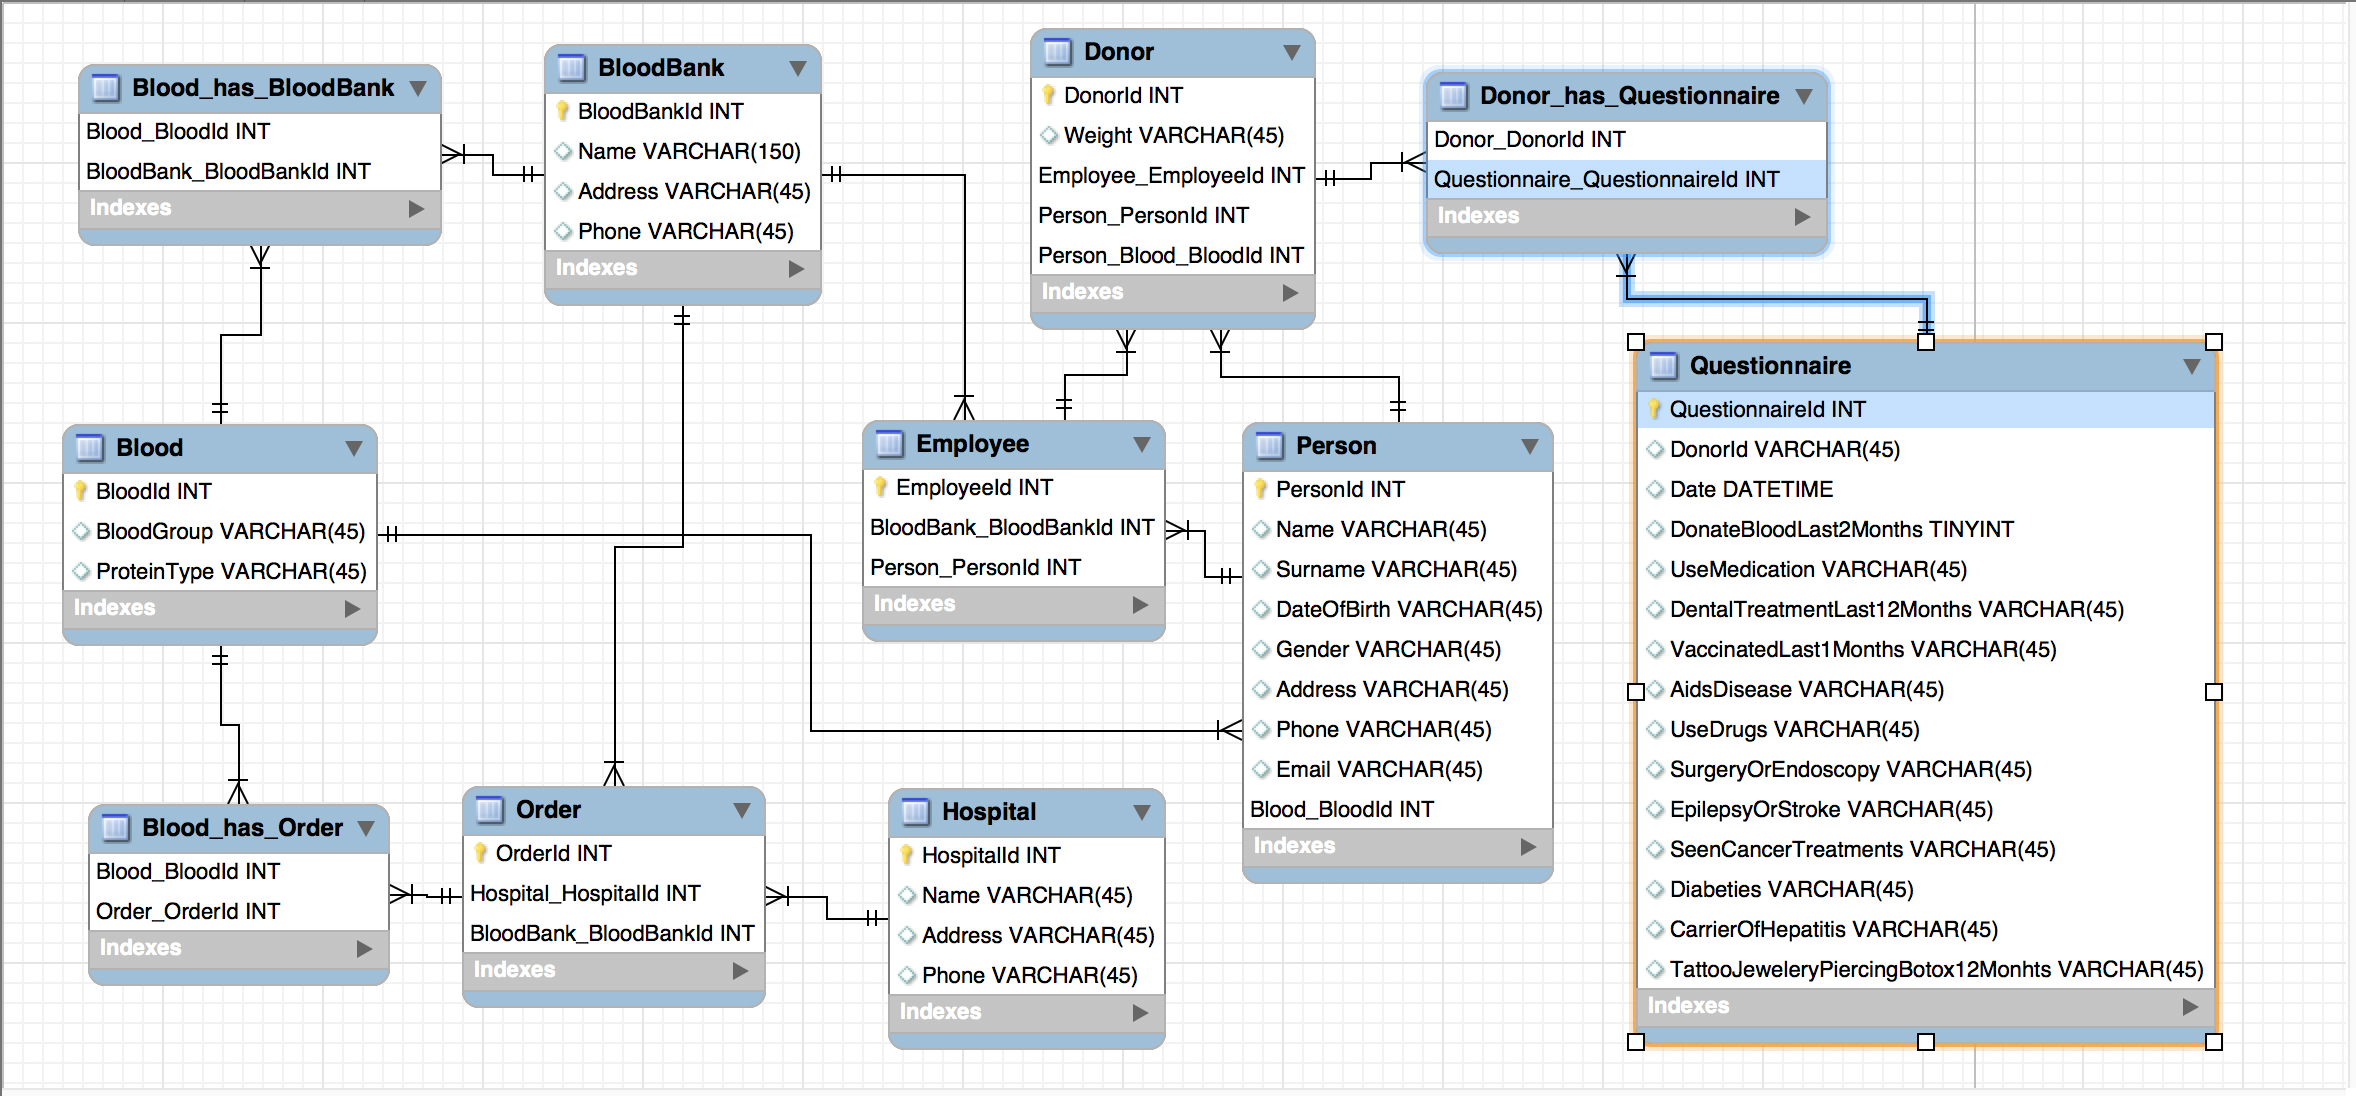 Blood_has_BloodBank
Blood_BloodId INT
BloodBank_BloodBankId INT
Indexes
BloodBank
BloodBankId INT
Name VARCHAR(150)
Address VARCHAR(45)
Phone VARCHAR(45)
Indexes
Donor
DonorId INT
Weight VARCHAR(45)
Employee_EmployeeId INT
Person_PersonId INT
Person_Blood_BloodId INT
Indexes
Donor_has_Questionnaire
Donor_DonorId INT
Questionnaire_QuestionnaireId INT
Indexes
Blood
BloodId INT
BloodGroup VARCHAR(45)
ProteinType VARCHAR(45)
Indexes
Employee
EmployeeId INT
BloodBank_BloodBankId INT
Person_PersonId INT
Indexes
Person
PersonId INT
Name VARCHAR(45)
Surname VARCHAR(45)
DateOfBirth VARCHAR(45)
Gender VARCHAR(45)
Address VARCHAR(45)
Phone VARCHAR(45)
Email VARCHAR(45)
Blood_BloodId INT
Indexes
Questionnaire
QuestionnaireId INT
DonorId VARCHAR(45)
Date DATETIME
DonateBloodLast2Months TINYINT
UseMedication VARCHAR(45)
DentalTreatmentLast12Months VARCHAR(45)
VaccinatedLast1Months VARCHAR(45)
AidsDisease VARCHAR(45)
UseDrugs VARCHAR(45)
SurgeryOrEndoscopy VARCHAR(45)
EpilepsyOrStroke VARCHAR(45)
SeenCancerTreatments VARCHAR(45)
Diabeties VARCHAR(45)
CarrierOfHepatitis VARCHAR(45)
TattooJeweleryPiercingBotox12Monhts VARCHAR(45)
Indexes
Blood_has_Order
Blood_BloodId INT
Order_OrderId INT
Indexes
Order
OrderId INT
Hospital_HospitalId INT
BloodBank_BloodBankId INT
Indexes
Hospital
HospitalId INT
Name VARCHAR(45)
Address VARCHAR(45)
Phone VARCHAR(45)
Indexes